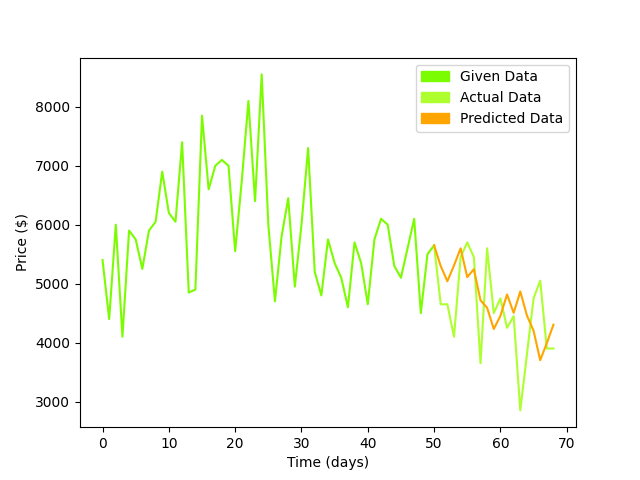 Given Data
Actual Data
Predicted Data
8000
7000
6000
5000
4000
3000
Price ($)
0 10 20 30 40 50 60 70
Time (days)